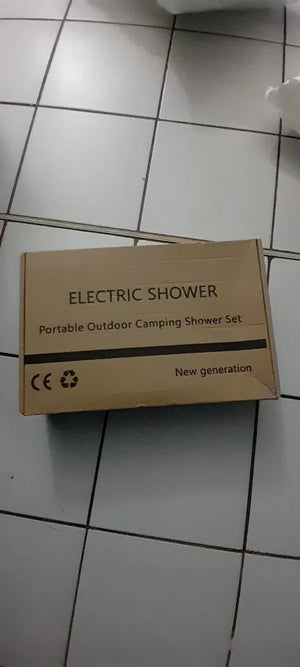 ELECTRIC SHOWER
Portable Outdoor Camping Shower Set
CE
New generation